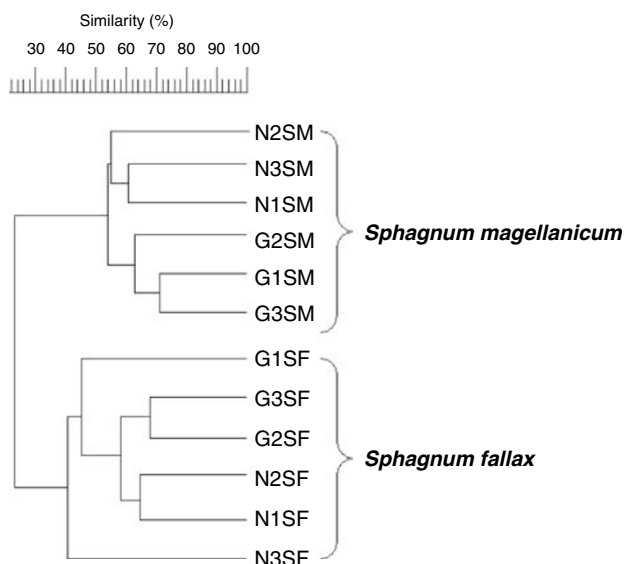 Similarity (%)
30 40 50 60 70 80 90 100
N2SM
N3SM
N1SM
G2SM
Sphagnum magellanicum
G1SM
G3SM
G1SF
G3SF
G2SF
Sphagnum fallax
N2SF
N1SF
N3SF